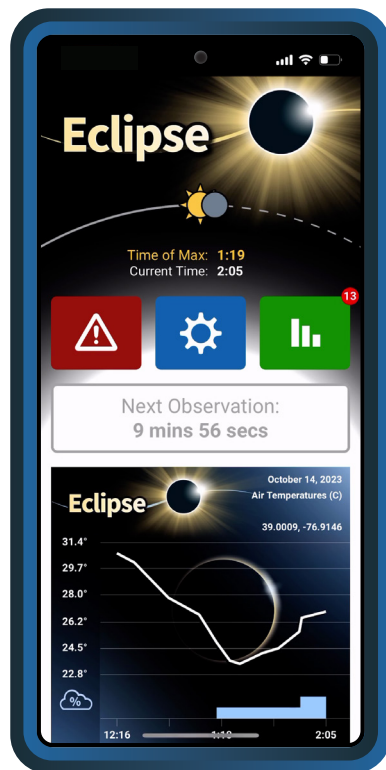 Eclipse
Time of Max: 1:19
Current Time: 2:05
13
Next Observation:
9 mins 56 secs
October 14, 2023
Eclipse
Air Temperatures (C)
39.0009, -76.9146
31.4°
29.7°
28.0°
26.2°
24.5°
22.8°
%
12:16 1:19 2:05